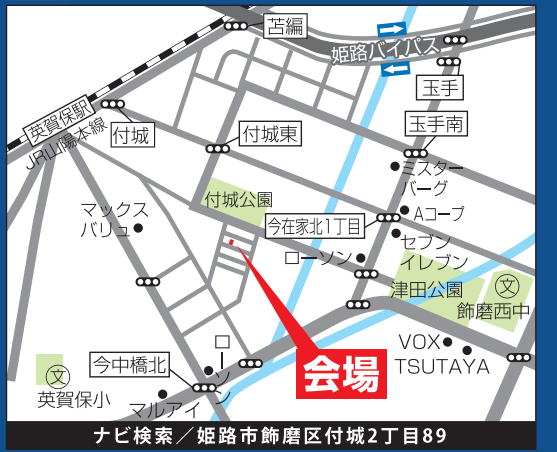 苫編
姫路バイパス
玉手
英賀保駅
JR山陽本線
付城
付城東
玉手南
ミスター
バーグ
付城公園
マックス
バリュ
Aコープ
今在家北1丁目
セブン
イレブン
ローソン
津田公園
文
飾磨西中
VOX
TSUTAYA
会場
ローソン
今中橋北
文
英賀保小
マルアイ
ナビ検索／姫路市飾磨区付城2丁目89